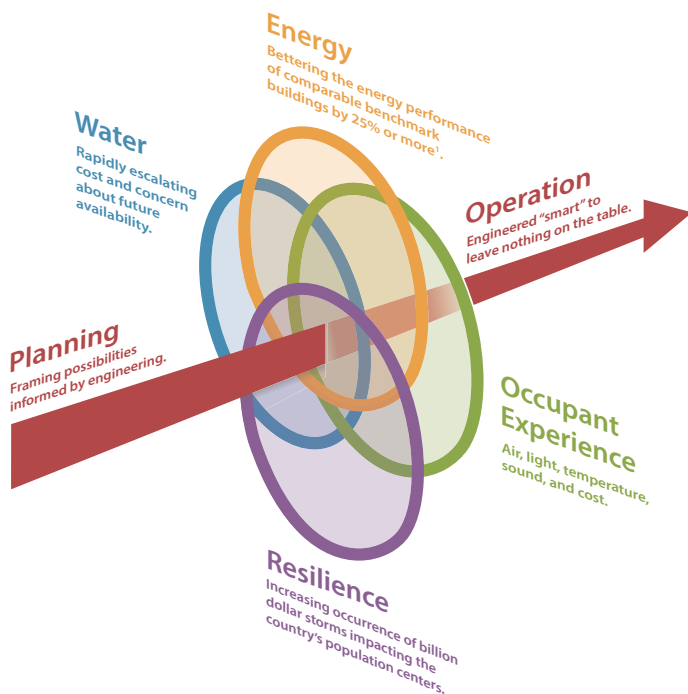 Energy
Bettering the energy performance
of comparable benchmark
buildings by 25% or more¹.
Water
Rapidly escalating
cost and concern
about future
availability.
Operation
Engineered “smart” to
leave nothing on the table.
Planning
Framing possibilities
informed by engineering.
Occupant
Experience
Air, light, temperature,
sound, and cost.
Resilience
Increasing occurrence of billion
dollar storms impacting the
country’s population centers.